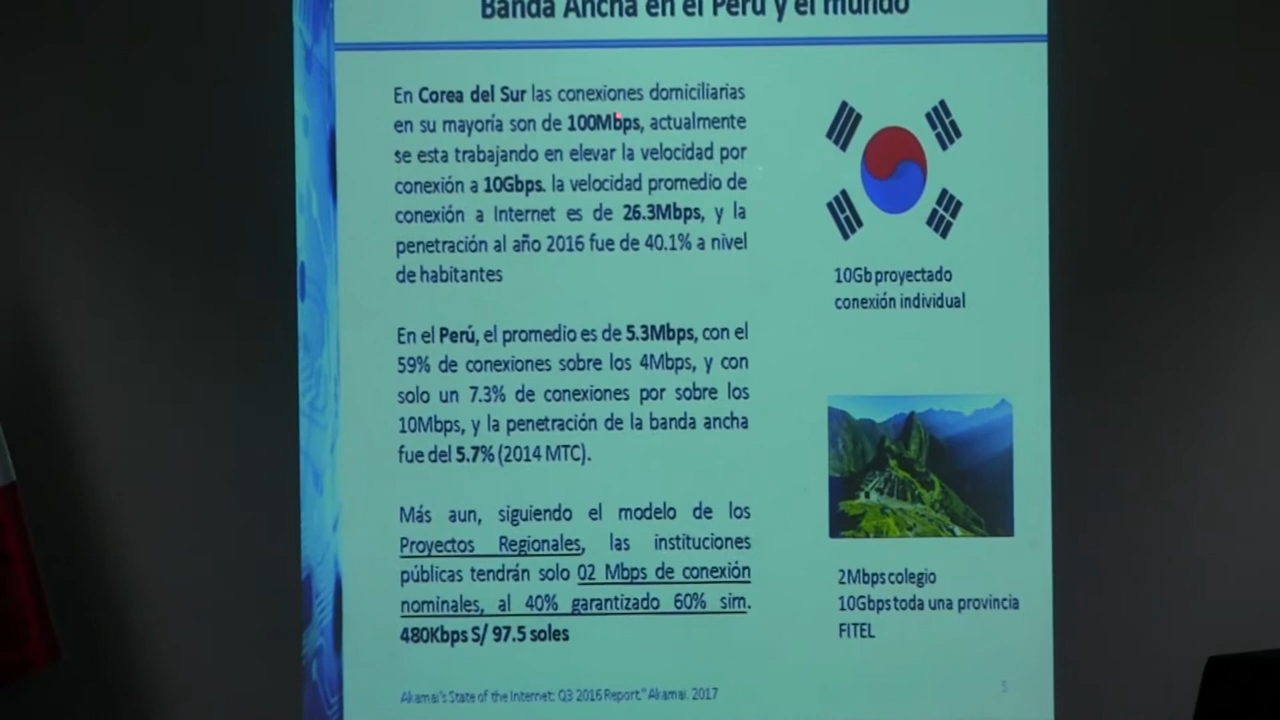 Banda Ancha en el Perú y el mundo
En Corea del Sur las conexiones domiciliarias
en su mayoría son de 100Mbps, actualmente
se esta trabajando en elevar la velocidad por
conexión a 10Gbps. la velocidad promedio de
conexión a Internet es de 26.3Mbps, y la
penetración al año 2016 fue de 40.1% a nivel
de habitantes
10Gb proyectado
conexión individual
En el Perú, el promedio es de 5.3Mbps, con el
59% de conexiones sobre los 4Mbps, y con
solo un 7.3% de conexiones por sobre los
10Mbps, y la penetración de la banda ancha
fue del 5.7% (2014 MTC).
Más aun, siguiendo el modelo de los
Proyectos Regionales, las instituciones
públicas tendrán solo 02 Mbps de conexión
nominales, al 40% garantizado 60% sim.
480Kbps S/ 97.5 soles
2Mbps colegio
10Gbps toda una provincia
FITEL
Akamai's State of the Internet: Q3 2016 Report." Akamai. 2017
5